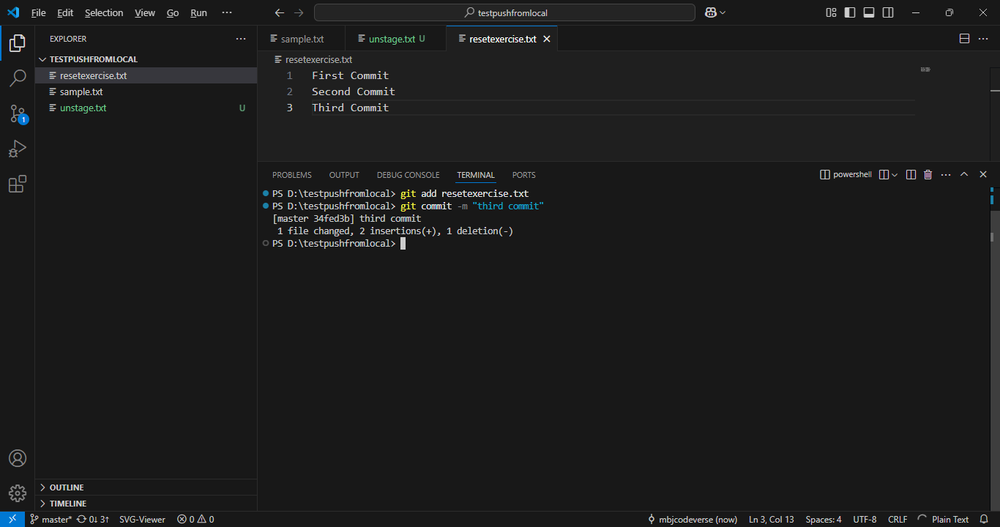 File Edit Selection View Go Run ··· testpushfromlocal
EXPLORER ···
TESTPUSHFROMLOCAL
resetexercise.txt
sample.txt
unstage.txt U
1
OUTLINE
TIMELINE
sample.txt unstage.txt U resetexercise.txt
resetexercise.txt
1 First Commit
2 Second Commit
3 Third Commit
PROBLEMS OUTPUT DEBUG CONSOLE TERMINAL PORTS powershell
PS D:\testpushfromlocal> git add resetexercise.txt
PS D:\testpushfromlocal> git commit -m "third commit"
[master 34fed3b] third commit
1 file changed, 2 insertions(+), 1 deletion(-)
PS D:\testpushfromlocal>
master* 0↓ 3↑ SVG-Viewer 0 0 mbjcodeverse (now) Ln 3, Col 13 Spaces: 4 UTF-8 CRLF Plain Text